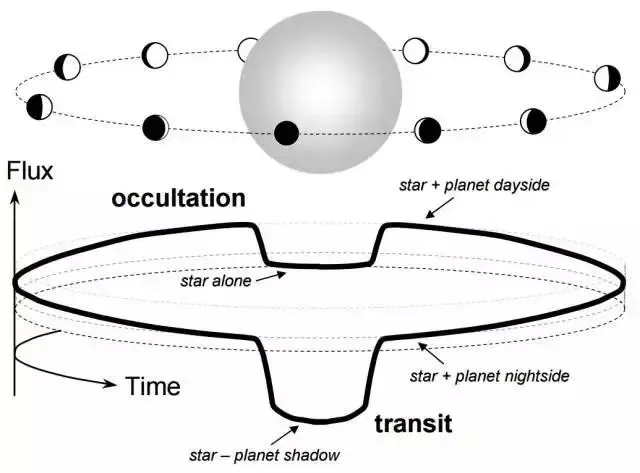 Flux
occultation
star + planet dayside
star alone
Time
star + planet nightside
transit
star – planet shadow